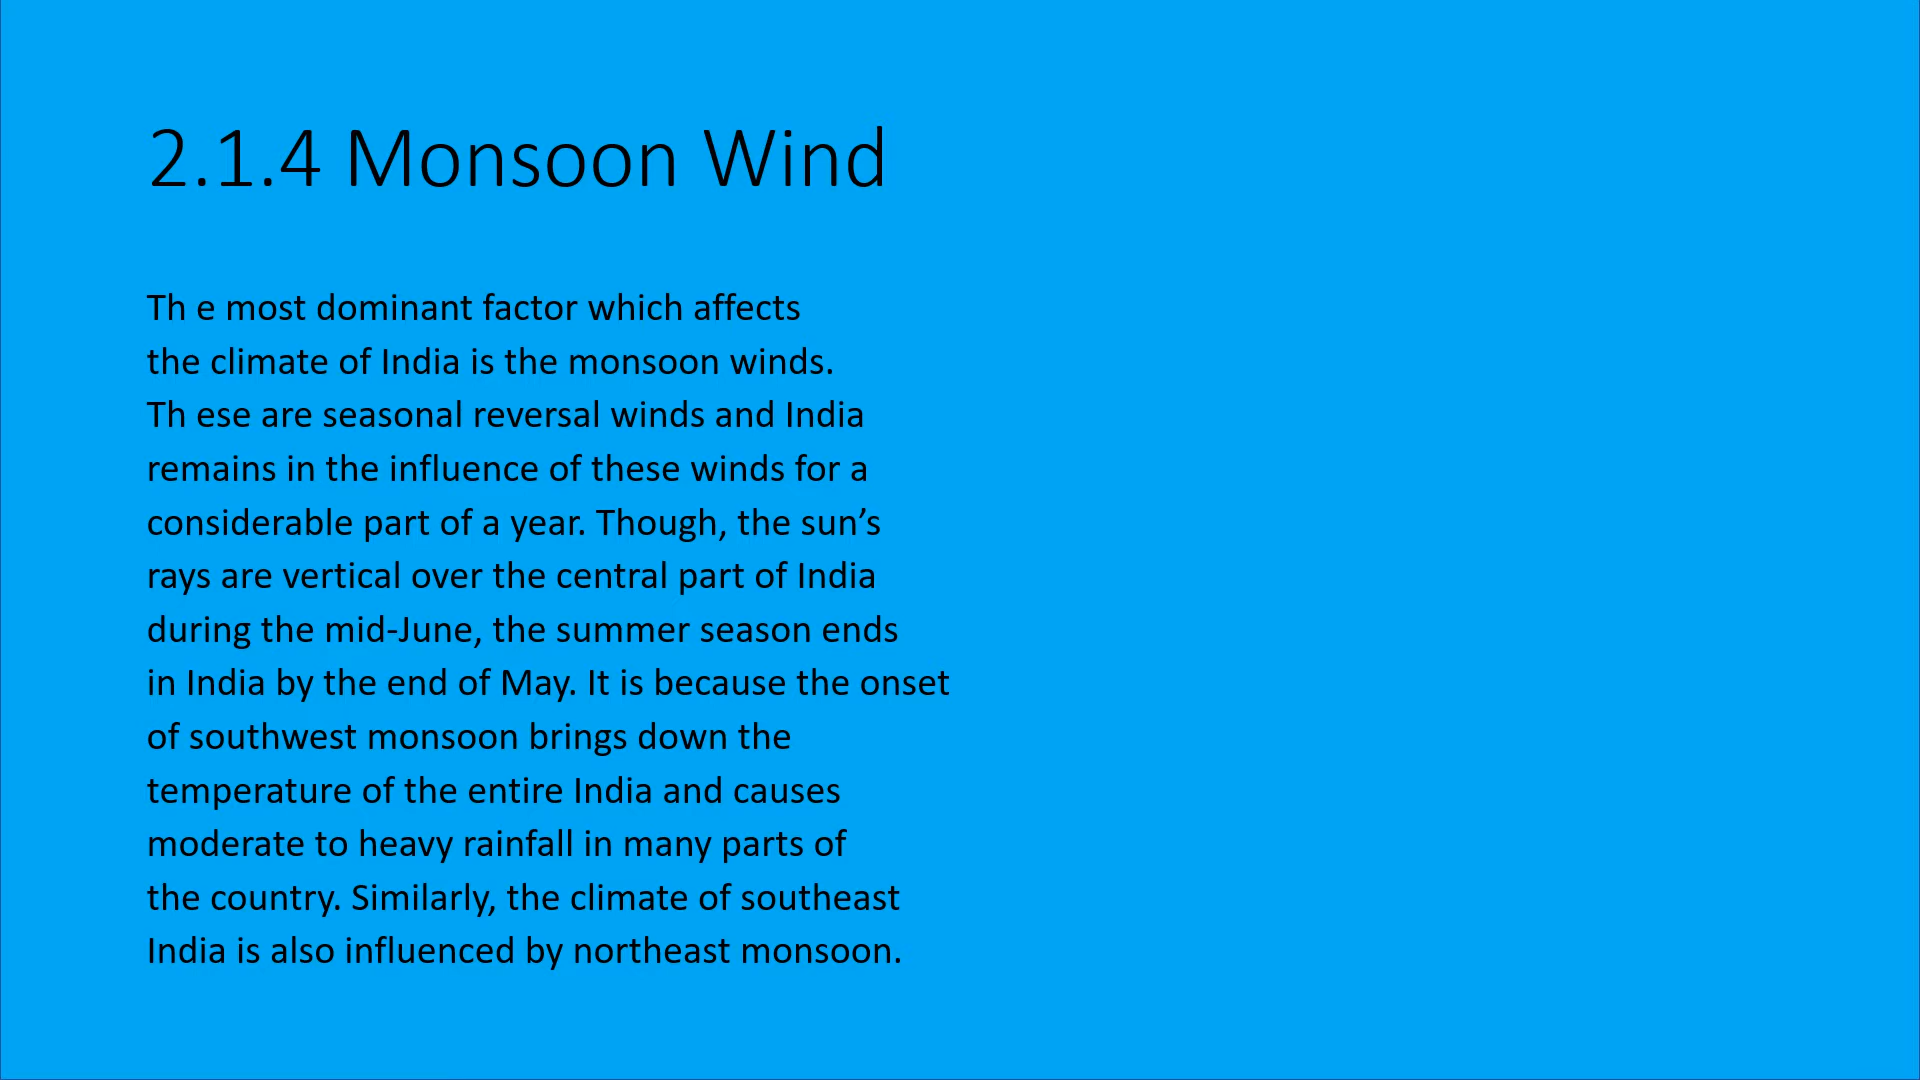 2.1.4 Monsoon Wind
Th e most dominant factor which affects
the climate of India is the monsoon winds.
Th ese are seasonal reversal winds and India
remains in the influence of these winds for a
considerable part of a year. Though, the sun’s
rays are vertical over the central part of India
during the mid-June, the summer season ends
in India by the end of May. It is because the onset
of southwest monsoon brings down the
temperature of the entire India and causes
moderate to heavy rainfall in many parts of
the country. Similarly, the climate of southeast
India is also influenced by northeast monsoon.